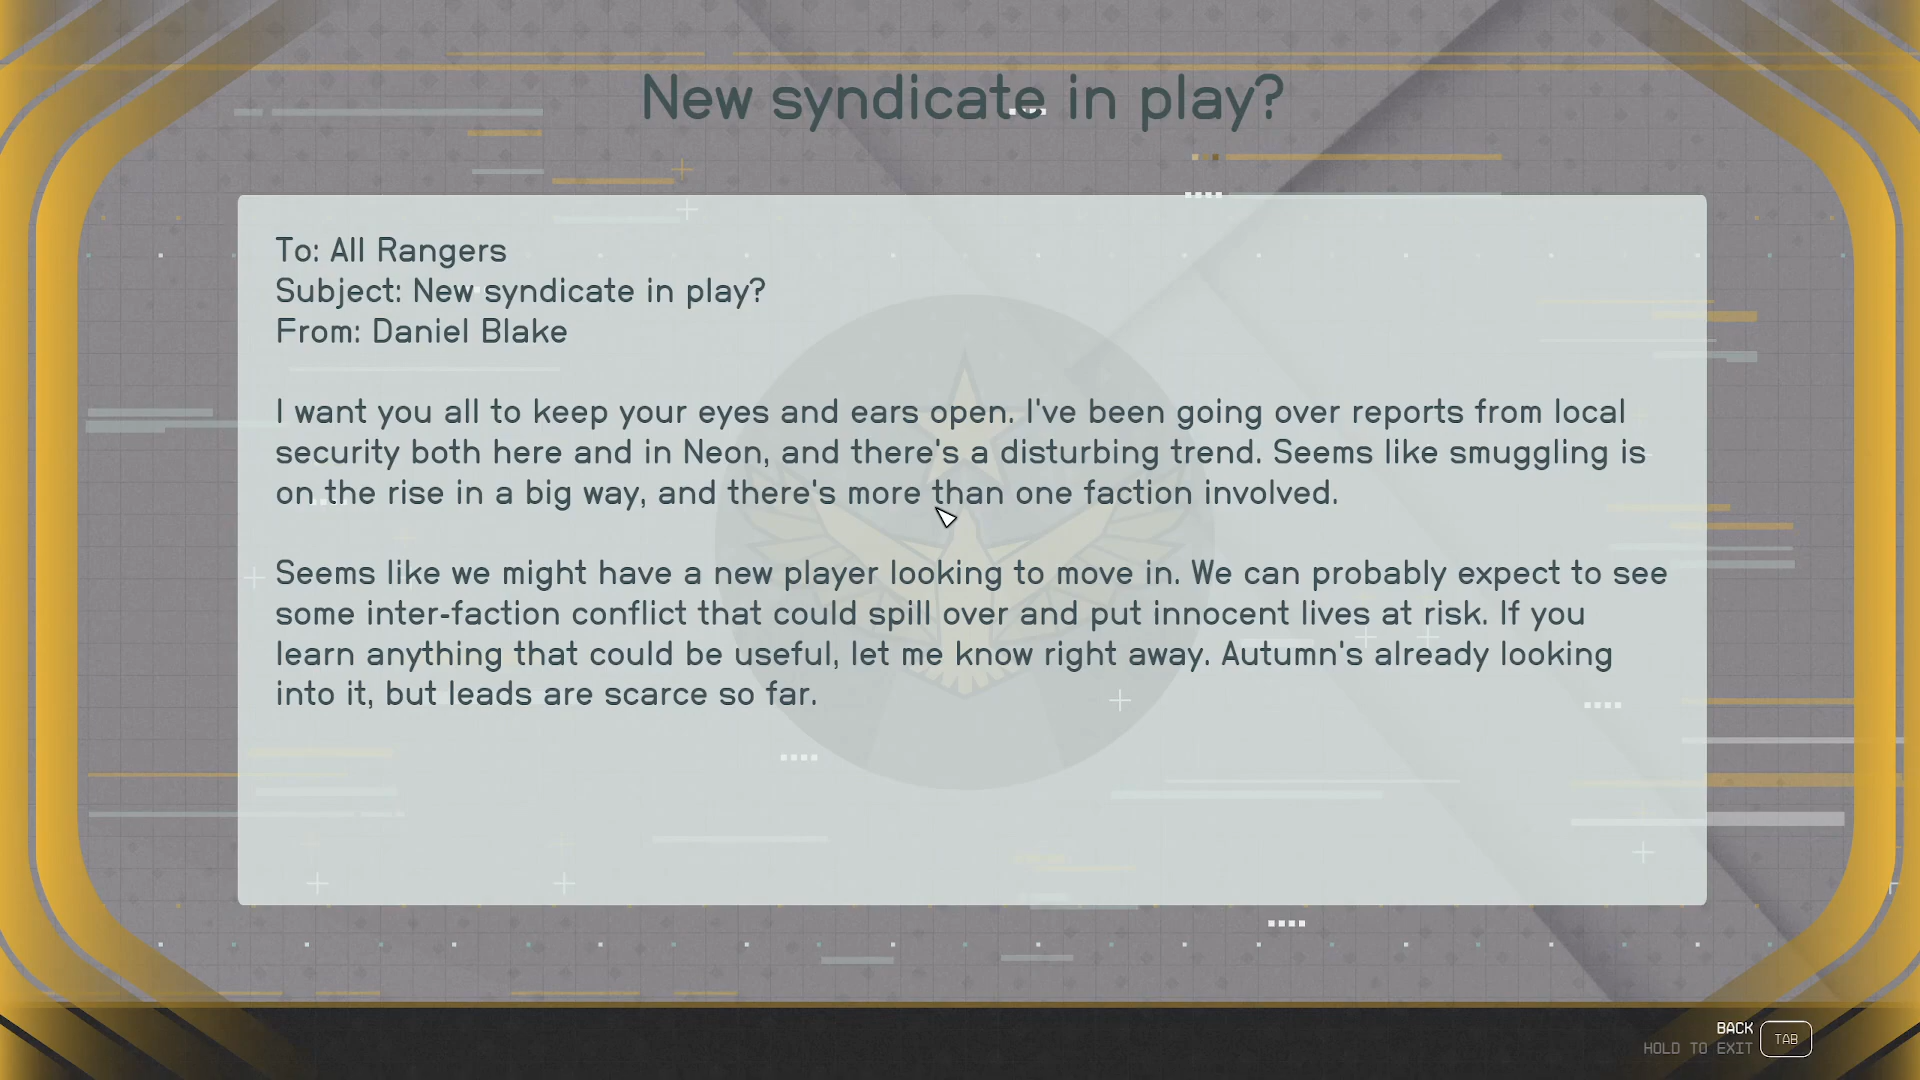 New syndicate in play?
To: All Rangers
Subject: New syndicate in play?
From: Daniel Blake
I want you all to keep your eyes and ears open. I've been going over reports from local
security both here and in Neon, and there's a disturbing trend. Seems like smuggling is
on the rise in a big way, and there's more than one faction involved.
Seems like we might have a new player looking to move in. We can probably expect to see
some inter-faction conflict that could spill over and put innocent lives at risk. If you
learn anything that could be useful, let me know right away. Autumn's already looking
into it, but leads are scarce so far.
BACK
HOLD TO EXIT
TAB